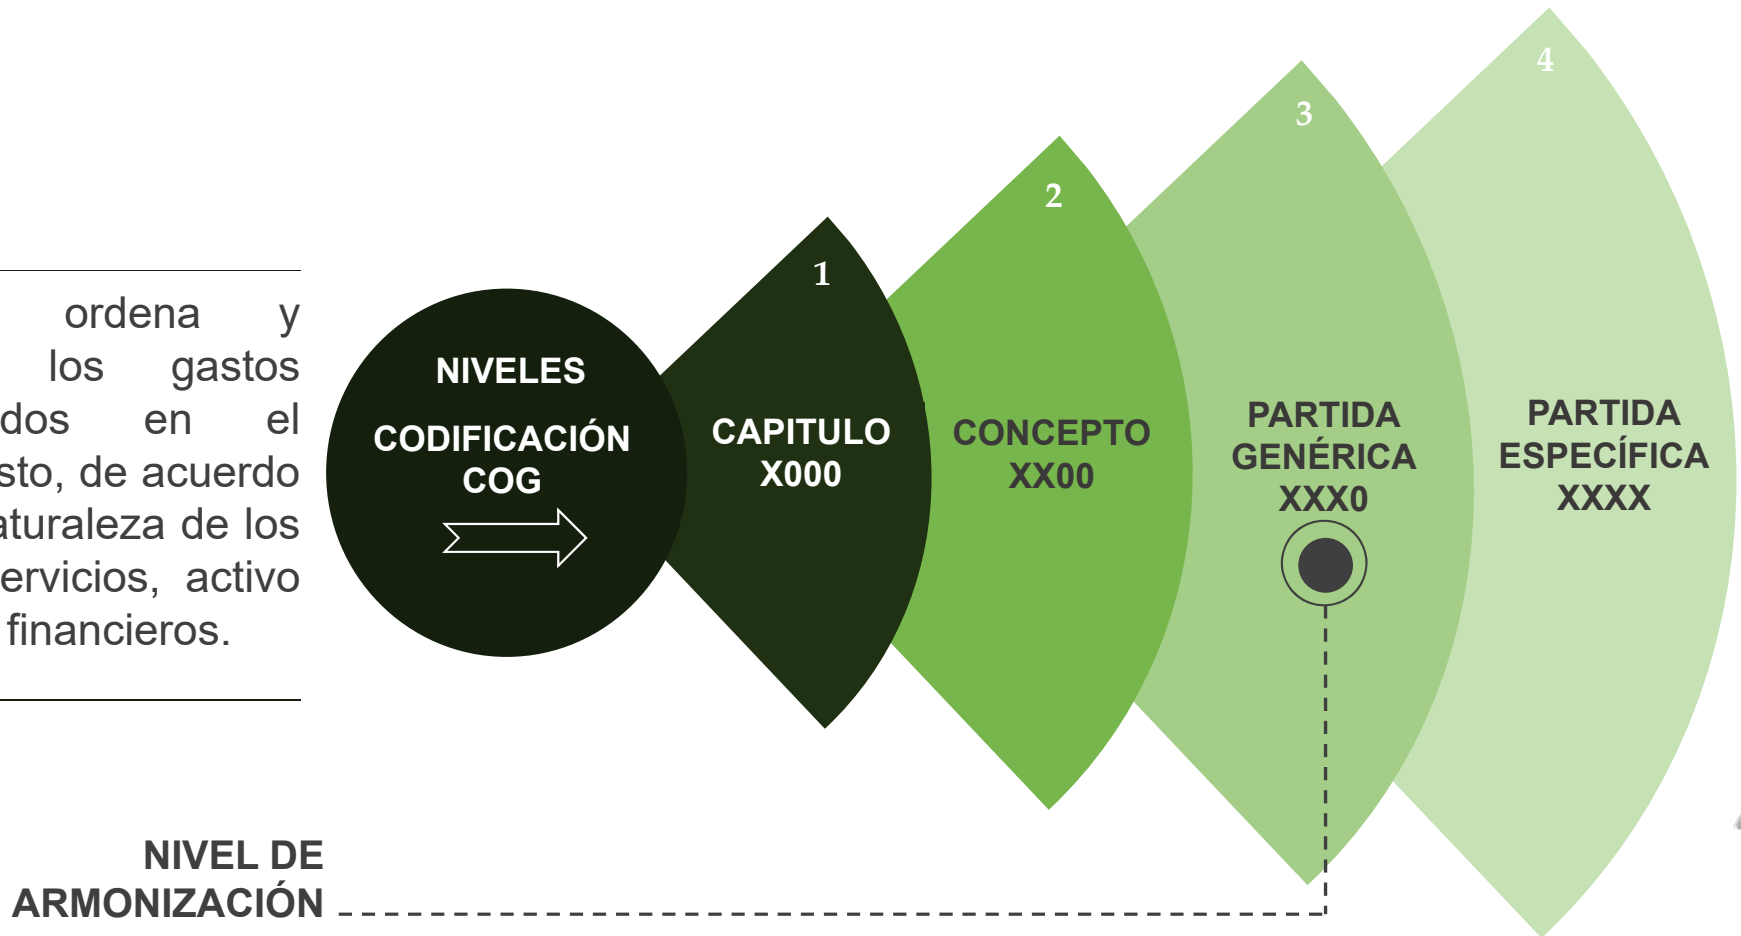 ordena y
los gastos
dos en el
sto, de acuerdo
aturaleza de los
ervicios, activo
financieros.
NIVELES
CODIFICACIÓN
COG
1
CAPITULO
X000
2
CONCEPTO
XX00
3
PARTIDA
GENÉRICA
XXX0
4
PARTIDA
ESPECÍFICA
XXXX
NIVEL DE
ARMONIZACIÓN